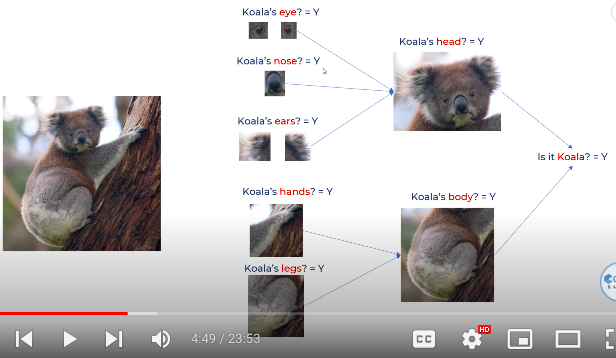 Koala's eye? = Y
Koala's nose? = Y
Koala's ears? = Y
Koala's hands? = Y
Koala's legs? = Y
Koala's head? = Y
Koala's body? = Y
Is it Koala? = Y
4:49 / 23:53
CC
HD